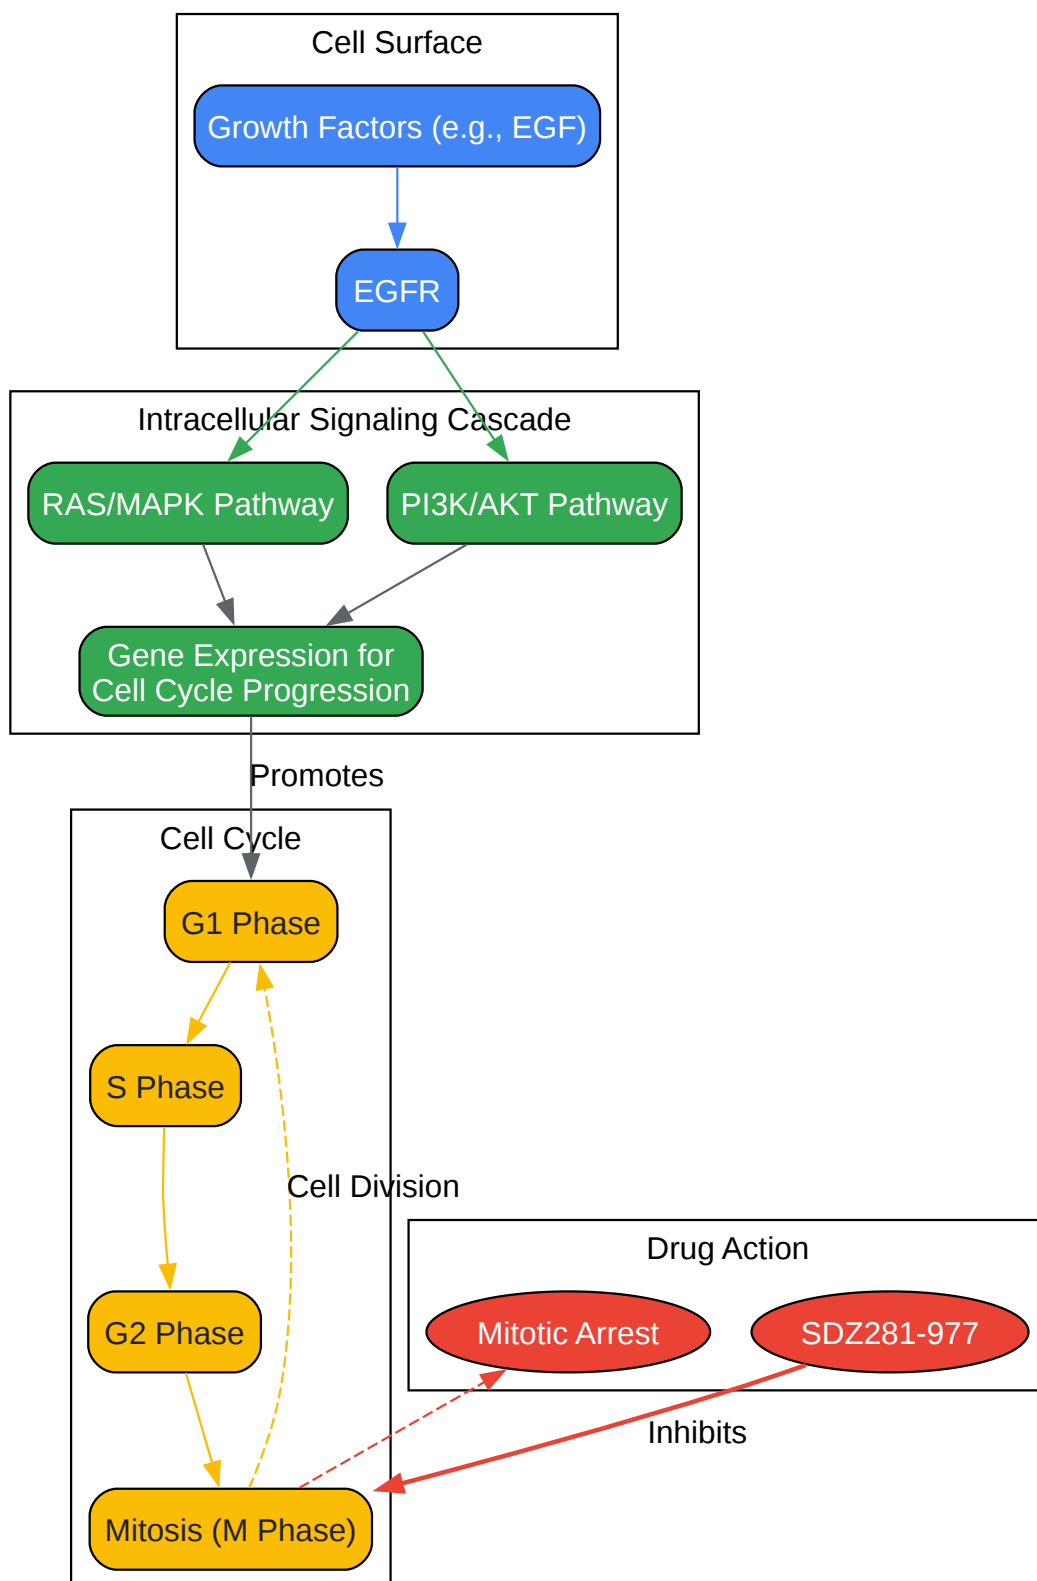 Cell Surface
Growth Factors (e.g., EGF)
EGFR
Intracellular Signaling Cascade
RAS/MAPK Pathway
PI3K/AKT Pathway
Gene Expression for
Cell Cycle Progression
Promotes
Cell Cycle
G1 Phase
S Phase
Cell Division
Drug Action
G2 Phase
Mitotic Arrest
SDZ281-977
Inhibits
Mitosis (M Phase)